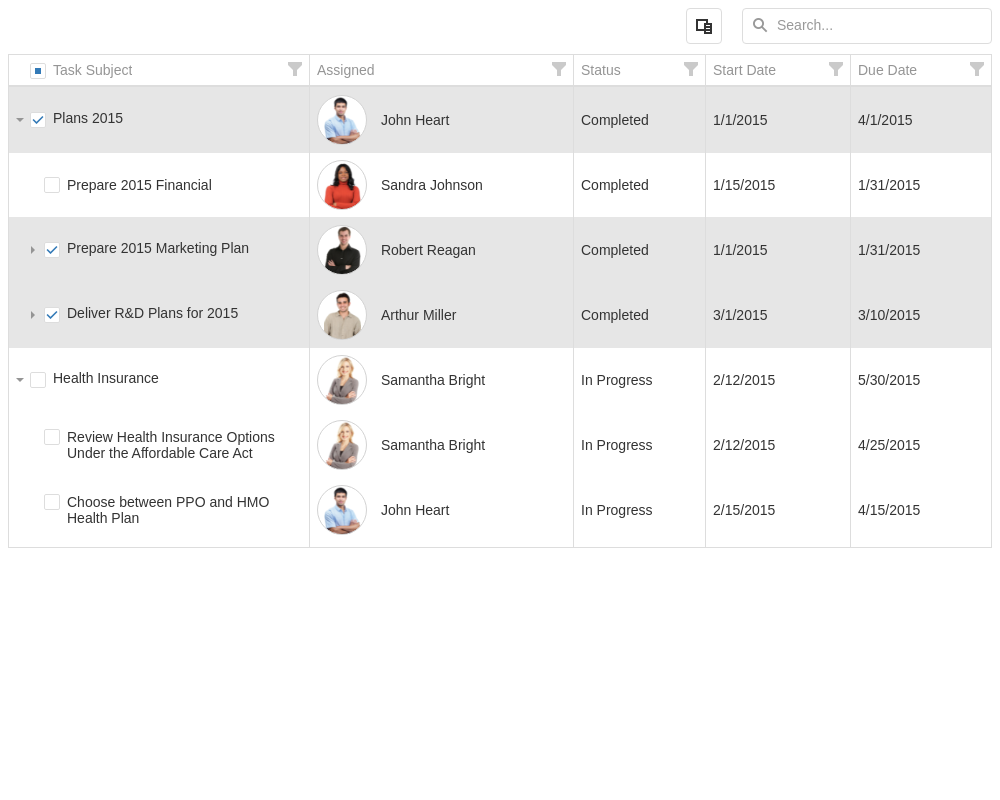 Search...
Task Subject Assigned Status Start Date Due Date
Plans 2015 John Heart Completed 1/1/2015 4/1/2015
Prepare 2015 Financial Sandra Johnson Completed 1/15/2015 1/31/2015
Prepare 2015 Marketing Plan Robert Reagan Completed 1/1/2015 1/31/2015
Deliver R&D Plans for 2015 Arthur Miller Completed 3/1/2015 3/10/2015
Health Insurance Samantha Bright In Progress 2/12/2015 5/30/2015
Review Health Insurance Options
Under the Affordable Care Act Samantha Bright In Progress 2/12/2015 4/25/2015
Choose between PPO and HMO
Health Plan John Heart In Progress 2/15/2015 4/15/2015